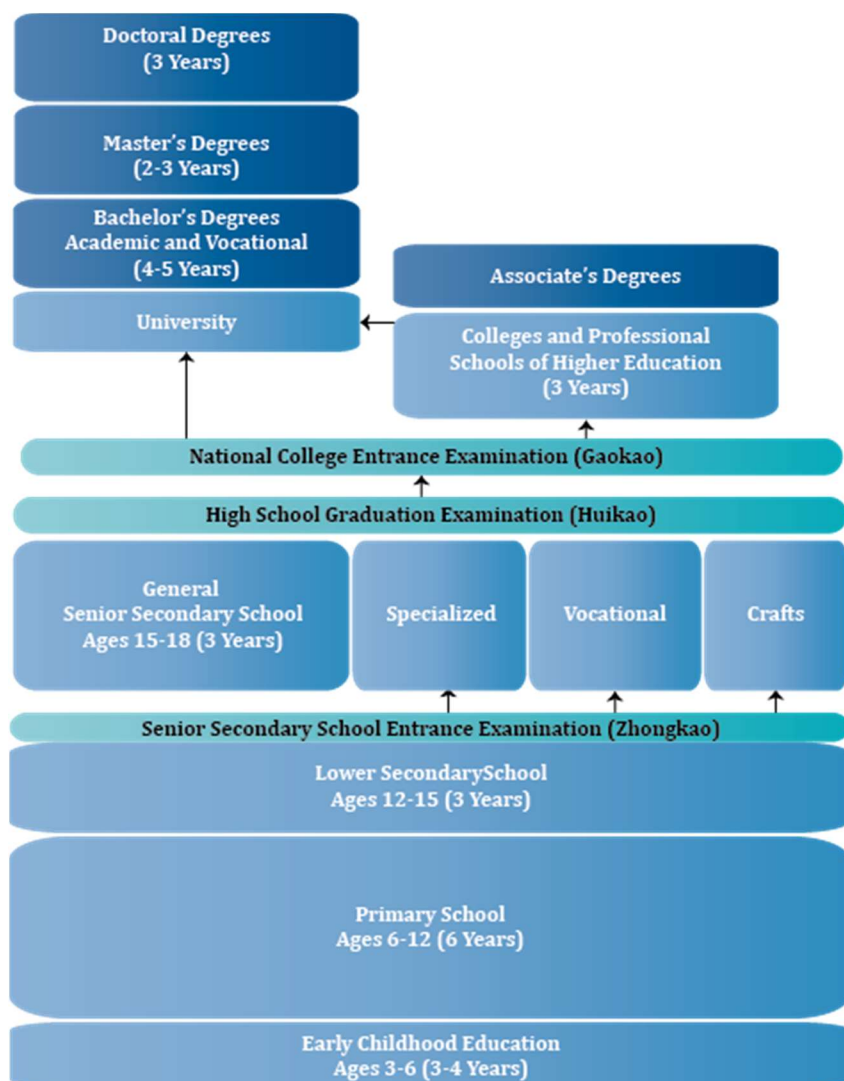 Doctoral Degrees
(3 Years)
Master's Degrees
(2-3 Years)
Bachelor's Degrees
Academic and Vocational
(4-5 Years)
University
Associate's Degrees
Colleges and Professional
Schools of Higher Education
(3 Years)
National College Entrance Examination (Gaokao)
High School Graduation Examination (Huikao)
General
Senior Secondary School
Ages 15-18 (3 Years)
Specialized
Vocational
Crafts
Senior Secondary School Entrance Examination (Zhongkao)
Lower SecondarySchool
Ages 12-15 (3 Years)
Primary School
Ages 6-12 (6 Years)
Early Childhood Education
Ages 3-6 (3-4 Years)